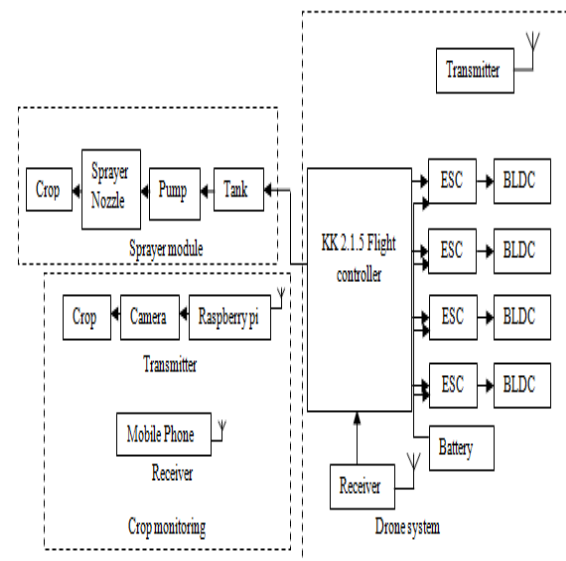 Transmitter
Crop
Sprayer
Nozzle
Pump
Tank
Sprayer module
KK 2.1.5 Flight
controller
ESC
BLDC
ESC
BLDC
ESC
BLDC
ESC
BLDC
Battery
Receiver
Drone system
Crop
Camera
Raspberry pi
Transmitter
Mobile Phone
Receiver
Crop monitoring